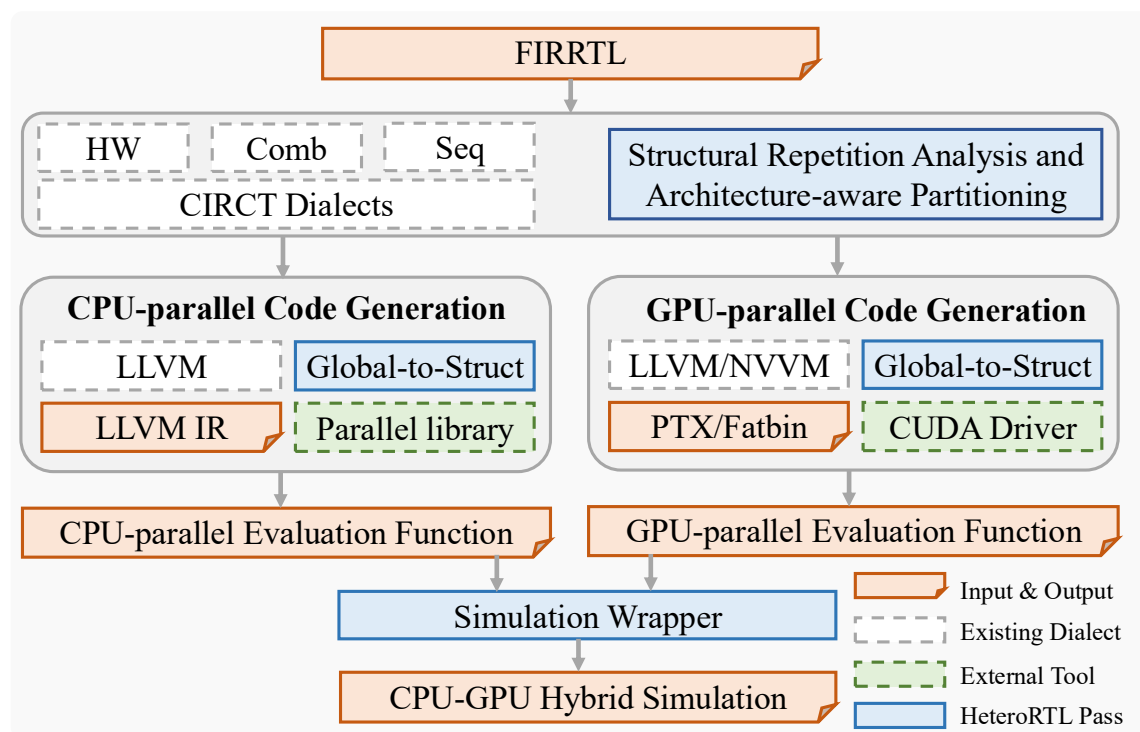 FIRRTL
HW
Comb
Seq
CIRCT Dialects
Structural Repetition Analysis and
Architecture-aware Partitioning
CPU-parallel Code Generation
LLVM
Global-to-Struct
LLVM IR
Parallel library
GPU-parallel Code Generation
LLVM/NVVM
Global-to-Struct
PTX/Fatbin
CUDA Driver
CPU-parallel Evaluation Function
GPU-parallel Evaluation Function
Simulation Wrapper
CPU-GPU Hybrid Simulation
Input & Output
Existing Dialect
External Tool
HeteroRTL Pass